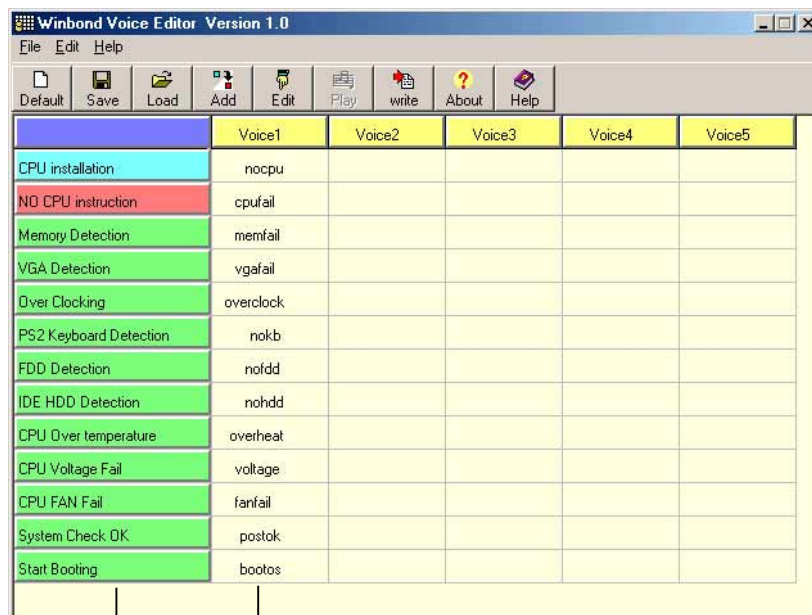 Winbond Voice Editor Version 1.0
File Edit Help
Default Save Load Add Edit Play write About Help
Voice1 Voice2 Voice3 Voice4 Voice5
CPU installation nocpu
NO CPU instruction cpufail
Memory Detection memfail
VGA Detection vgafail
Over Clocking overclock
PS2 Keyboard Detection nokb
FDD Detection nofdd
IDE HDD Detection nohdd
CPU Over temperature overheat
CPU Voltage Fail voltage
CPU FAN Fail fanfail
System Check OK postok
Start Booting bootos